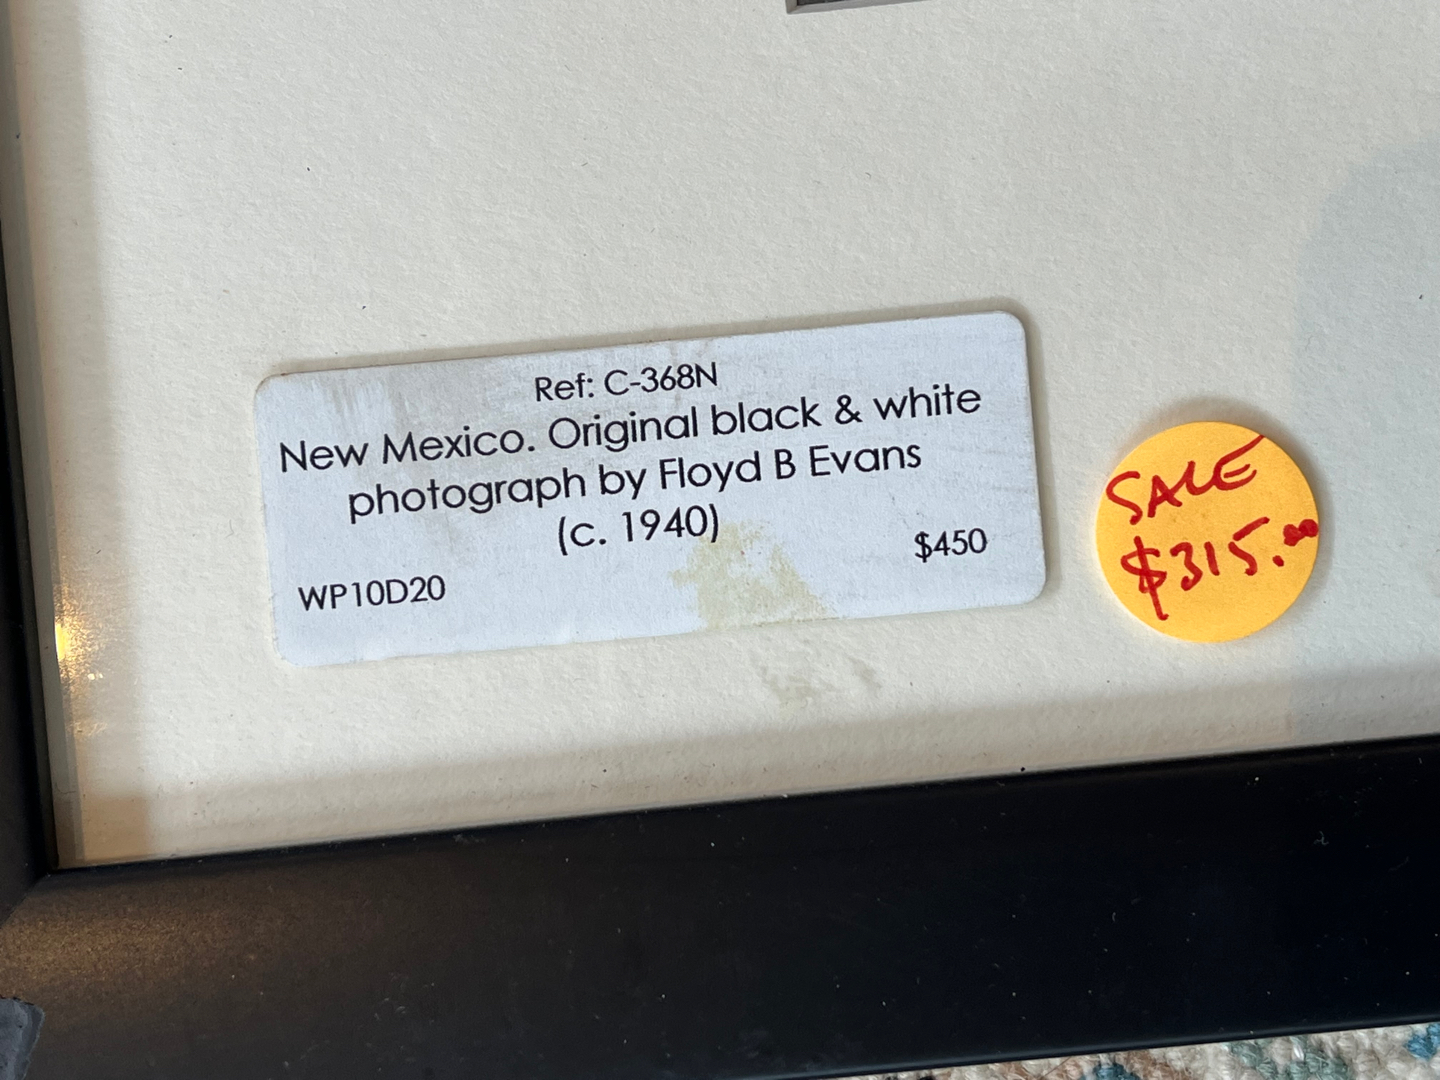 Ref: C-368N
New Mexico. Original black & white
photograph by Floyd B Evans
(c. 1940)
$450
WP10D20
SALE
$315.00